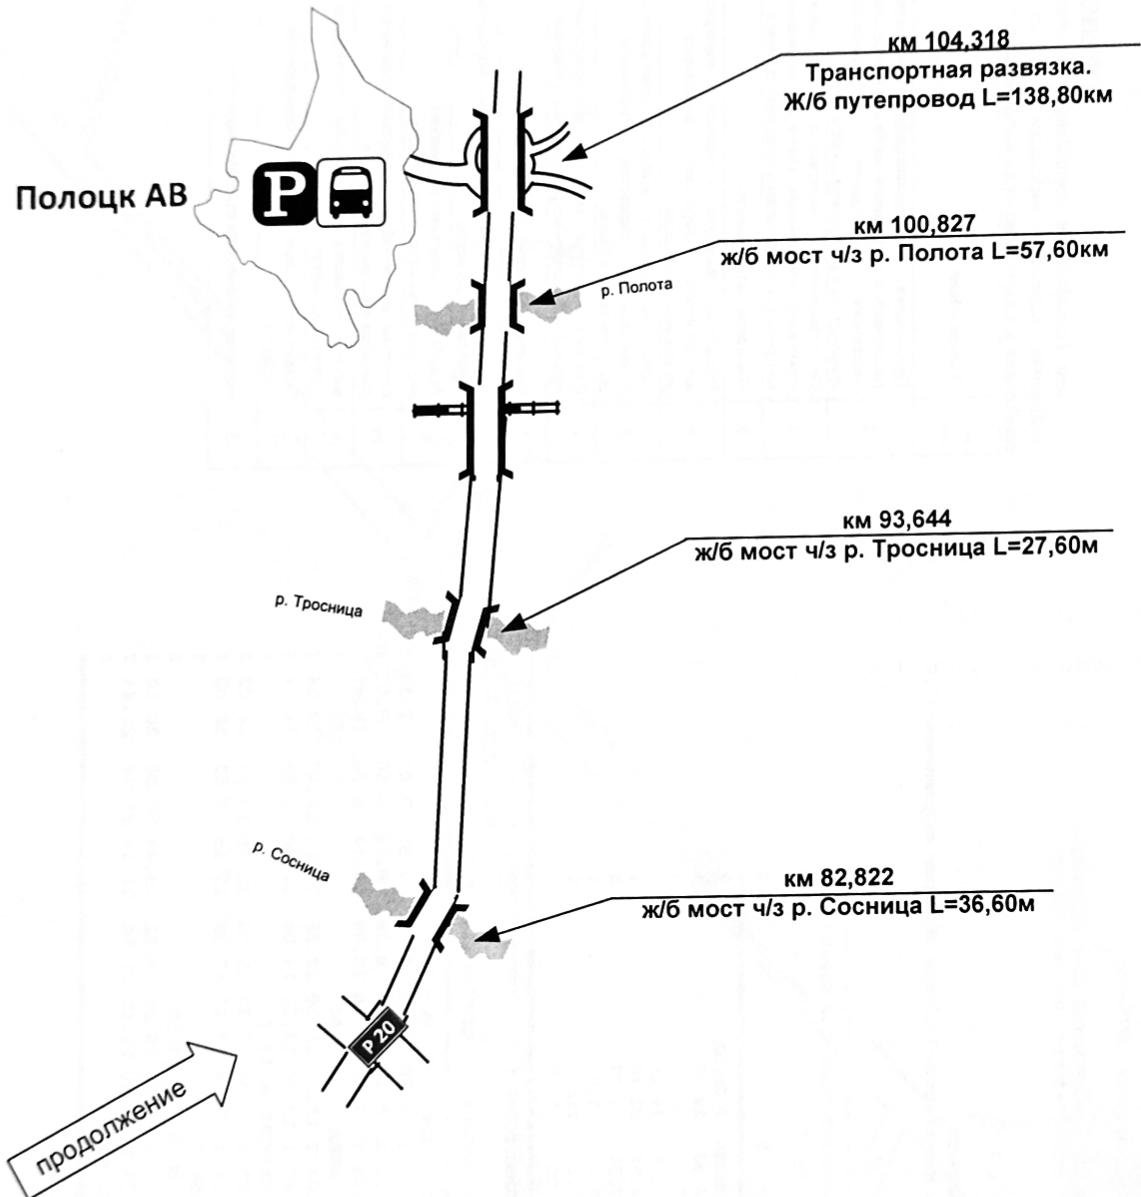 км 104,318
Транспортная развязка.
Ж/б путепровод L=138,80км
Полоцк АВ
P
км 100,827
ж/б мост ч/з р. Полота L=57,60км
р. Полота
км 93,644
ж/б мост ч/з р. Тросница L=27,60м
р. Тросница
р. Сосница
км 82,822
ж/б мост ч/з р. Сосница L=36,60м
P 20
продолжение